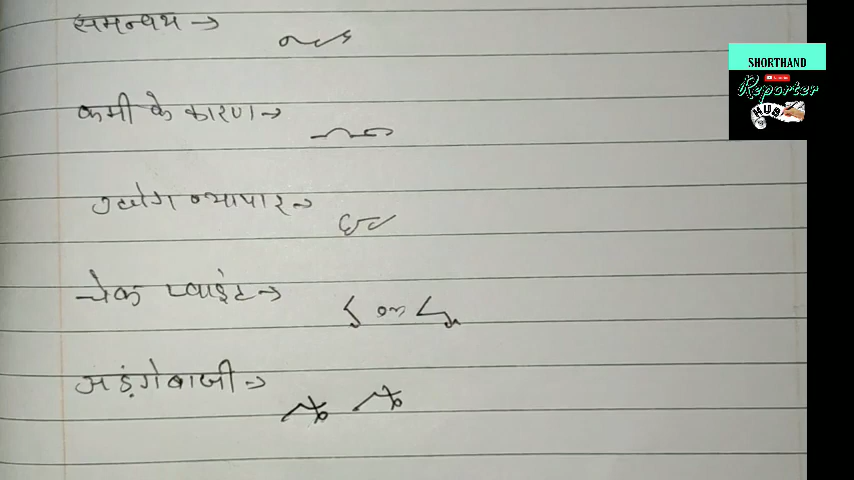 समन्वय →
कमी के कारण →
उद्योग व्यापार →
चेक प्वाइंट →
अड़ंगेबाजी →
SHORTHAND
Reporter
HUB